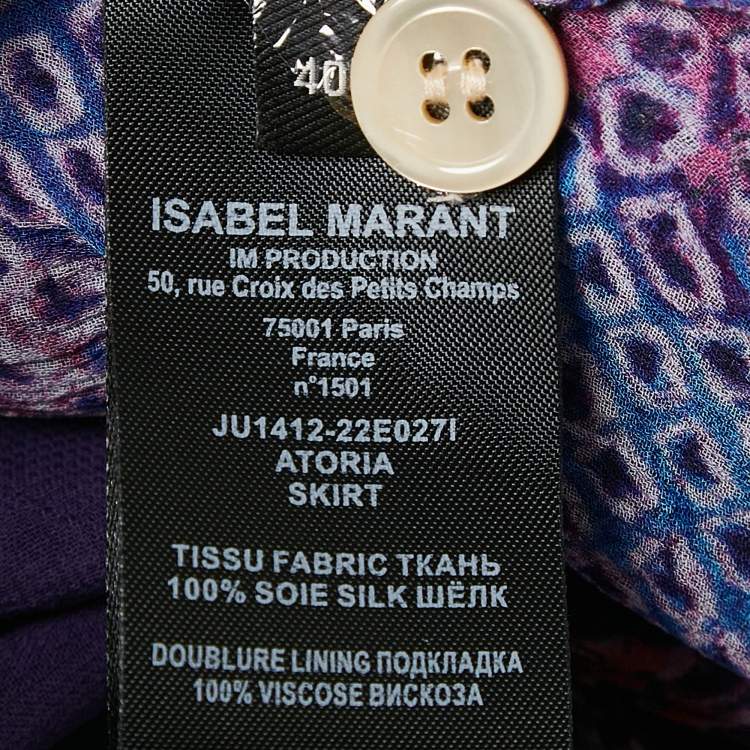 40
ISABEL MARANT
IM PRODUCTION
50, rue Croix des Petits Champs
75001 Paris
France
n°1501
JU1412-22E027I
ATORIA
SKIRT
TISSU FABRIC ТКАНЬ
100% SOIE SILK ШЁЛК
DOUBLURE LINING ПОДКЛАДКА
100% VISCOSE ВИСКОЗА